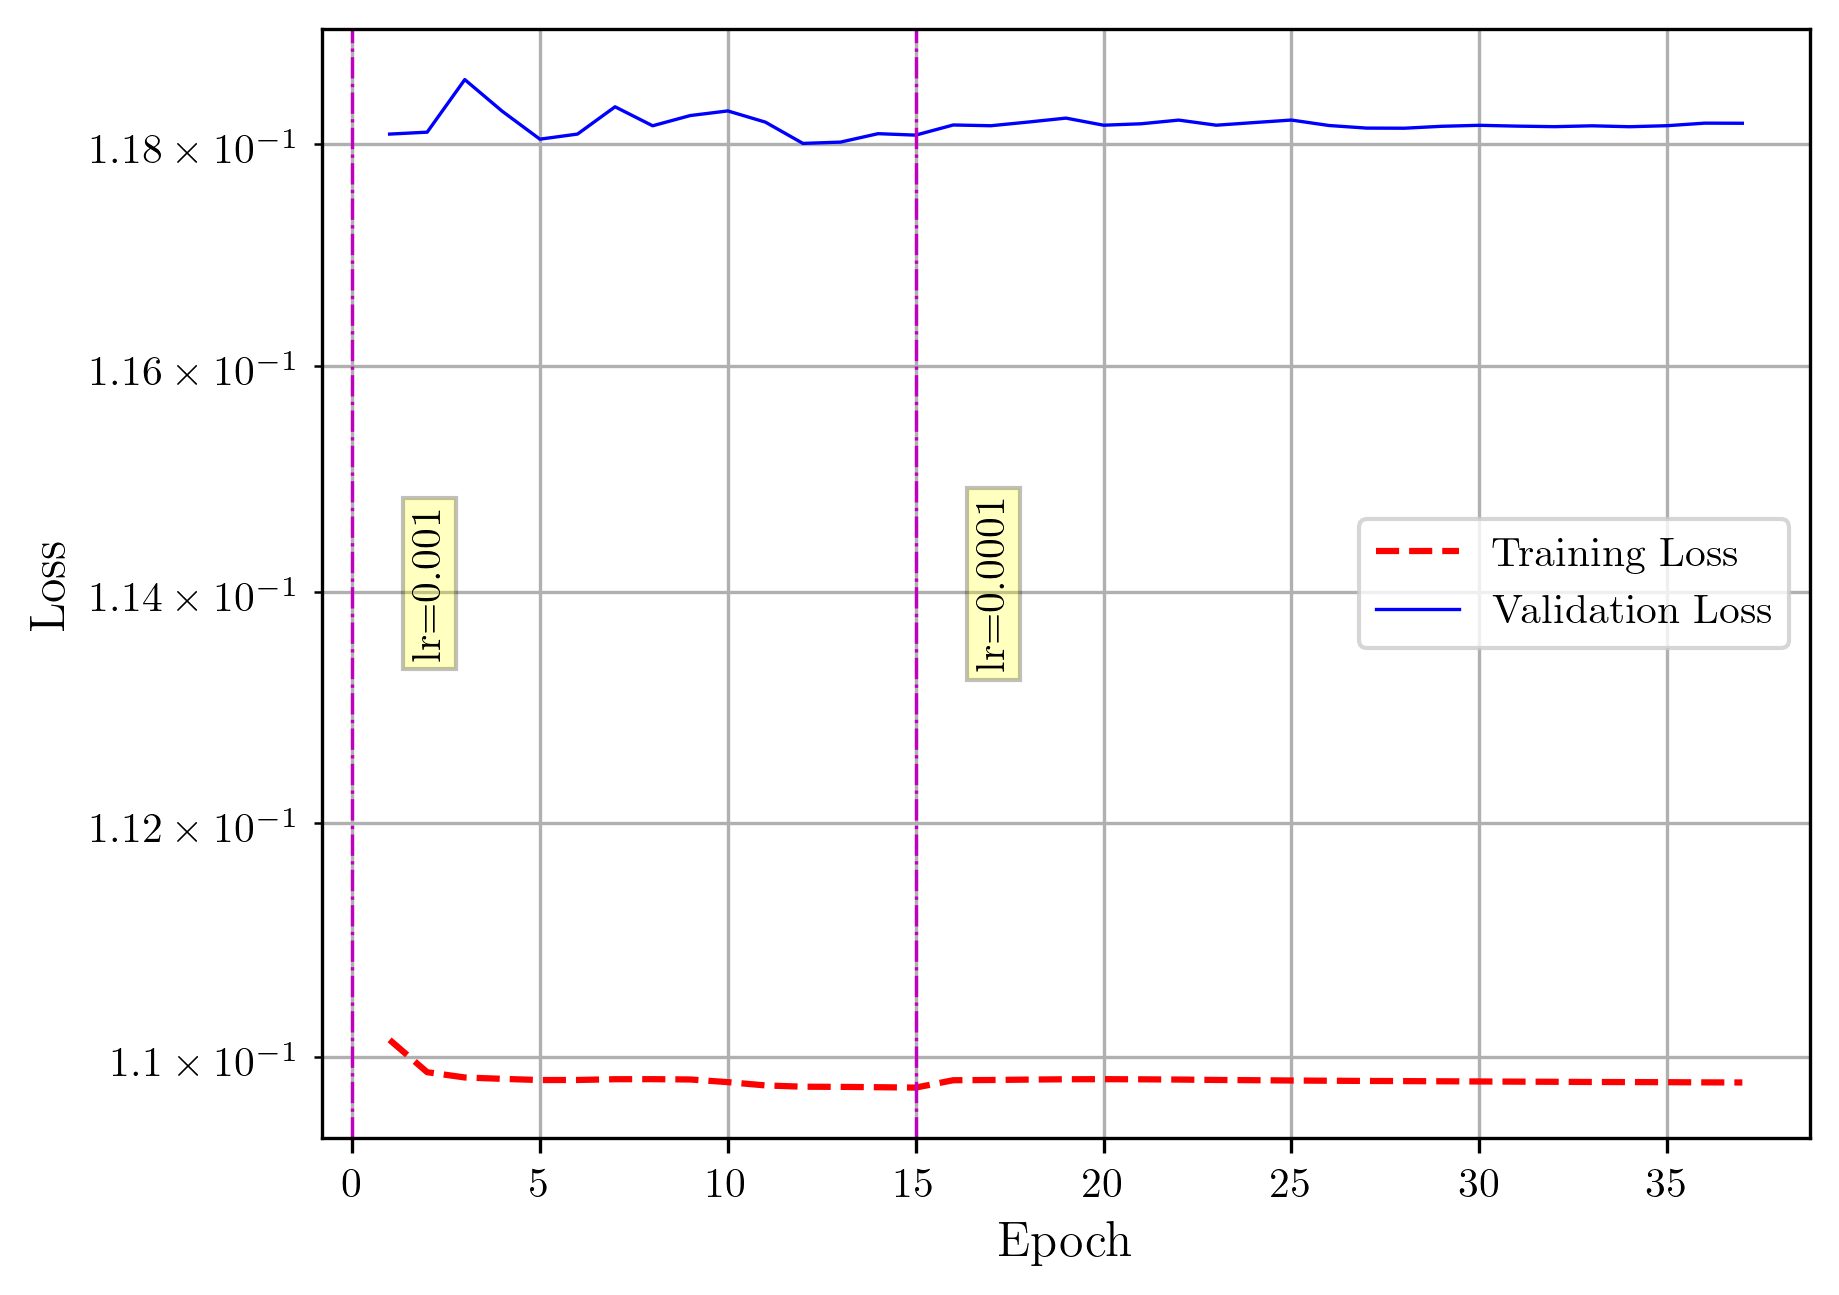 Loss
1.18 × 10⁻¹
1.16 × 10⁻¹
1.14 × 10⁻¹
1.12 × 10⁻¹
1.1 × 10⁻¹
lr=0.001
lr=0.0001
Training Loss
Validation Loss
0 5 10 15 20 25 30 35
Epoch